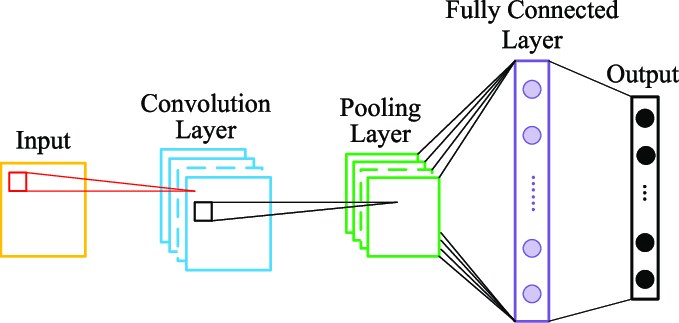 Input
Convolution
Layer
Pooling
Layer
Fully Connected
Layer
Output